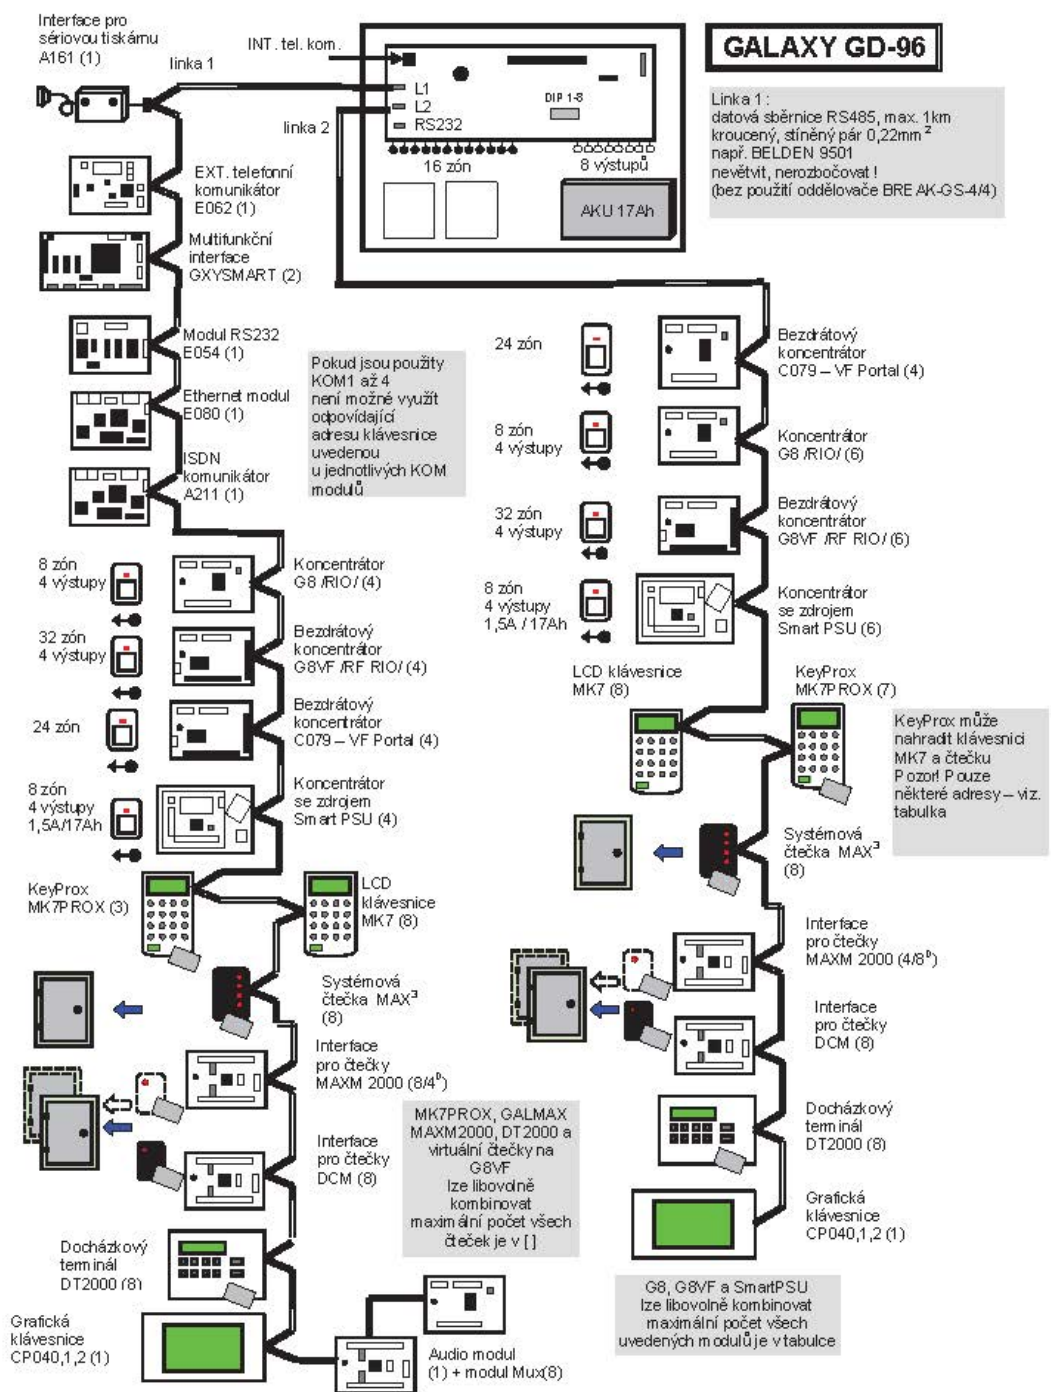 Interface pro
sériovou tiskárnu
A161 (1)
linka 1
INT. tel. kom.
L1
L2
RS232
DIP 1-8
linka 2
16 zón
8 výstupů
AKU 17Ah
GALAXY GD-96
Linka 1 :
datová sběrnice RS485, max. 1km
kroucený, stíněný pár 0,22mm²
např. BELDEN 9501
nevětvit, nerozbočovat !
(bez použití oddělovače BREAK-GS-4/4)
EXT. telefonní
komunikátor
E062 (1)
Multifunkční
interface
GXYSMART (2)
Modul RS232
E054 (1)
Ethernet modul
E080 (1)
ISDN
komunikátor
A211 (1)
Pokud jsou použity
KOM1 až 4
není možné využít
odpovídající
adresu klávesnice
uvedenou
u jednotlivých KOM
modulů
8 zón
4 výstupy
Koncentrátor
G8 /RIO/ (4)
32 zón
4 výstupy
Bezdrátový
koncentrátor
G8VF /RF RIO/ (4)
24 zón
Bezdrátový
koncentrátor
C079 – VF Portal (4)
8 zón
4 výstupy
1,5A/17Ah
Koncentrátor
se zdrojem
Smart PSU (4)
KeyProx
MK7PROX (3)
LCD
klávesnice
MK7 (8)
Systémová
čtečka MAX³
(8)
Interface
pro čtečky
MAXM 2000 (8/4⁰)
Interface
pro čtečky
DCM (8)
Docházkový
terminál
DT2000 (8)
Grafická
klávesnice
CP040,1,2 (1)
Audio modul
(1) + modul Mux(8)
MK7PROX, GALMAX
MAXM2000, DT2000 a
virtuální čtečky na
G8VF
lze libovolně
kombinovat
maximální počet všech
čteček je v [ ]
24 zón
Bezdrátový
koncentrátor
C079 – VF Portal (4)
8 zón
4 výstupy
Koncentrátor
G8 /RIO/ (6)
32 zón
4 výstupy
Bezdrátový
koncentrátor
G8VF /RF RIO/ (6)
8 zón
4 výstupy
1,5A /17Ah
Koncentrátor
se zdrojem
Smart PSU (6)
LCD klávesnice
MK7 (8)
KeyProx
MK7PROX (7)
KeyProx může
nahradit klávesnici
MK7 a čtečku
Pozor! Pouze
některé adresy – viz.
tabulka
Systémová
čtečka MAX³
(8)
Interface
pro čtečky
MAXM 2000 (4/8⁰)
Interface
pro čtečky
DCM (8)
Docházkový
terminál
DT2000 (8)
Grafická
klávesnice
CP040,1,2 (1)
G8, G8VF a SmartPSU
lze libovolně kombinovat
maximální počet všech
uvedených modulů je v tabulce